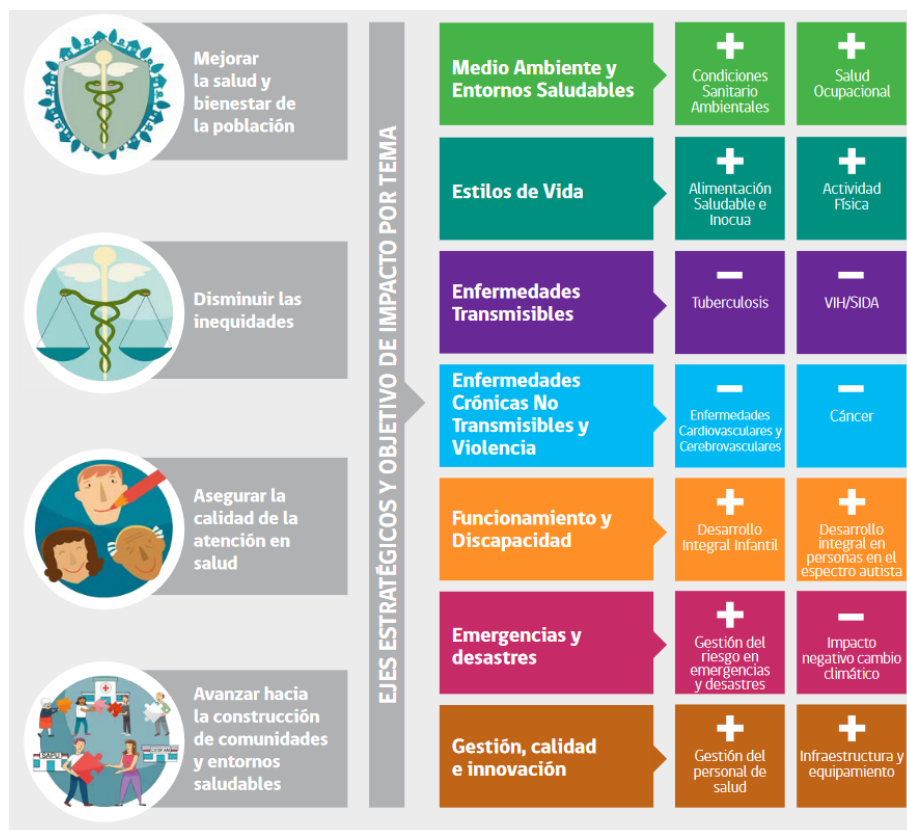 Mejorar
la salud y
bienestar de
la población
Disminuir las
inequidades
Asegurar la
calidad de la
atención en
salud
Avanzar hacia
la construcción
de comunidades
y entornos
saludables
EJES ESTRATÉGICOS Y OBJETIVO DE IMPACTO POR TEMA
Medio Ambiente y
Entornos Saludables
+
Condiciones
Sanitario
Ambientales
+
Salud
Ocupacional
Estilos de Vida
+
Alimentación
Saludable e
Inocua
+
Actividad
Física
Enfermedades
Transmisibles
−
Tuberculosis
−
VIH/SIDA
Enfermedades
Crónicas No
Transmisibles y
Violencia
−
Enfermedades
Cardiovasculares y
Cerebrovasculares
−
Cáncer
Funcionamiento y
Discapacidad
+
Desarrollo
Integral Infantil
+
Desarrollo
integral en
personas en el
espectro autista
Emergencias y
desastres
+
Gestión del
riesgo en
emergencias
y desastres
−
Impacto
negativo cambio
climático
Gestión, calidad
e innovación
+
Gestión del
personal de
salud
+
Infraestructura y
equipamiento